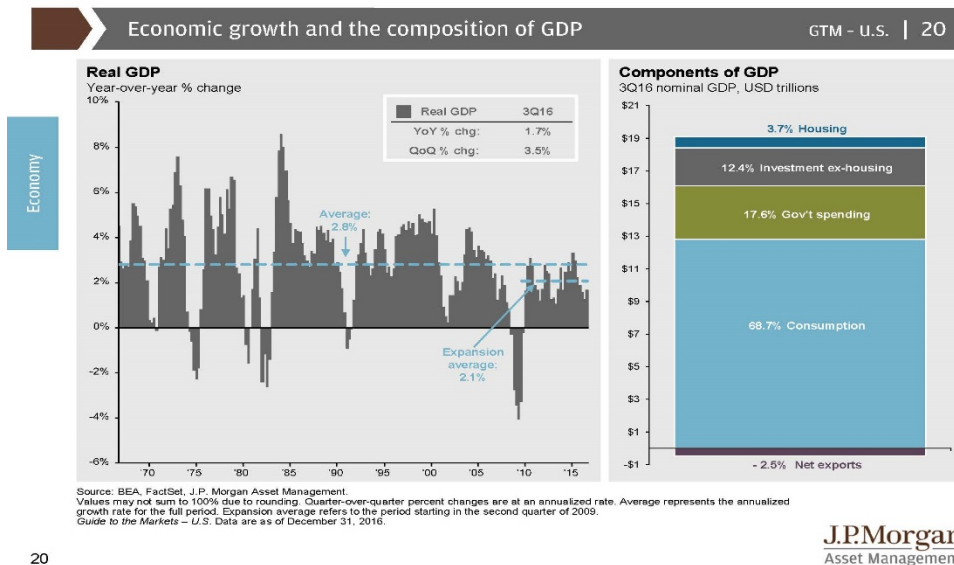 Economic growth and the composition of GDP
GTM – U.S. | 20
Economy
Real GDP
Year-over-year % change
10%
8%
6%
4%
2%
0%
-2%
-4%
-6%
Real GDP 3Q16
YoY % chg: 1.7%
QoQ % chg: 3.5%
Average:
2.8%
Expansion
average:
2.1%
'70 '75 '80 '85 '90 '95 '00 '05 '10 '15
Components of GDP
3Q16 nominal GDP, USD trillions
$21
$19
$17
$15
$13
$11
$9
$7
$5
$3
$1
-$1
3.7% Housing
12.4% Investment ex-housing
17.6% Gov't spending
68.7% Consumption
- 2.5% Net exports
Source: BEA, FactSet, J.P. Morgan Asset Management.
Values may not sum to 100% due to rounding. Quarter-over-quarter percent changes are at an annualized rate. Average represents the annualized
growth rate for the full period. Expansion average refers to the period starting in the second quarter of 2009.
Guide to the Markets – U.S. Data are as of December 31, 2016.
J.P.Morgan
Asset Managemen
20